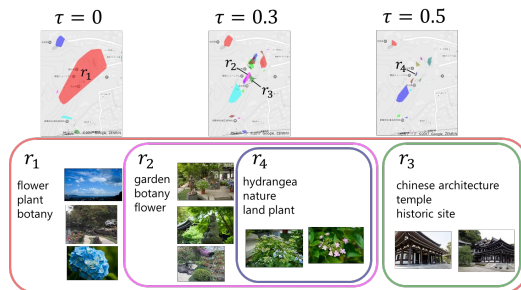 τ = 0
τ = 0.3
τ = 0.5
r1
r2
r3
r4
r1
flower
plant
botany
r2
garden
botany
flower
r4
hydrangea
nature
land plant
r3
chinese architecture
temple
historic site